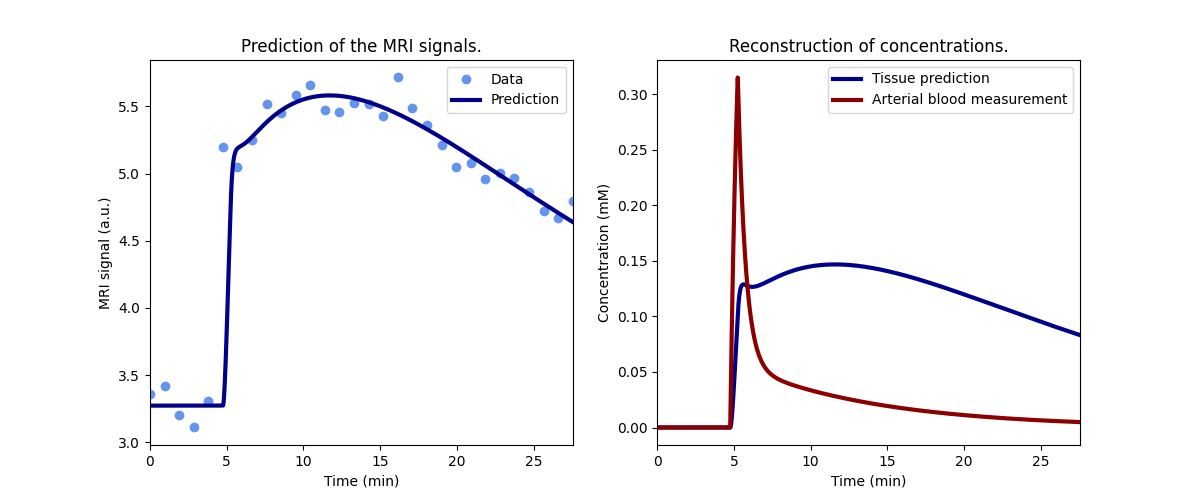 Prediction of the MRI signals.
Data
Prediction
MRI signal (a.u.)
5.5
5.0
4.5
4.0
3.5
3.0
0 5 10 15 20 25
Time (min)
Reconstruction of concentrations.
Tissue prediction
Arterial blood measurement
Concentration (mM)
0.30
0.25
0.20
0.15
0.10
0.05
0.00
0 5 10 15 20 25
Time (min)